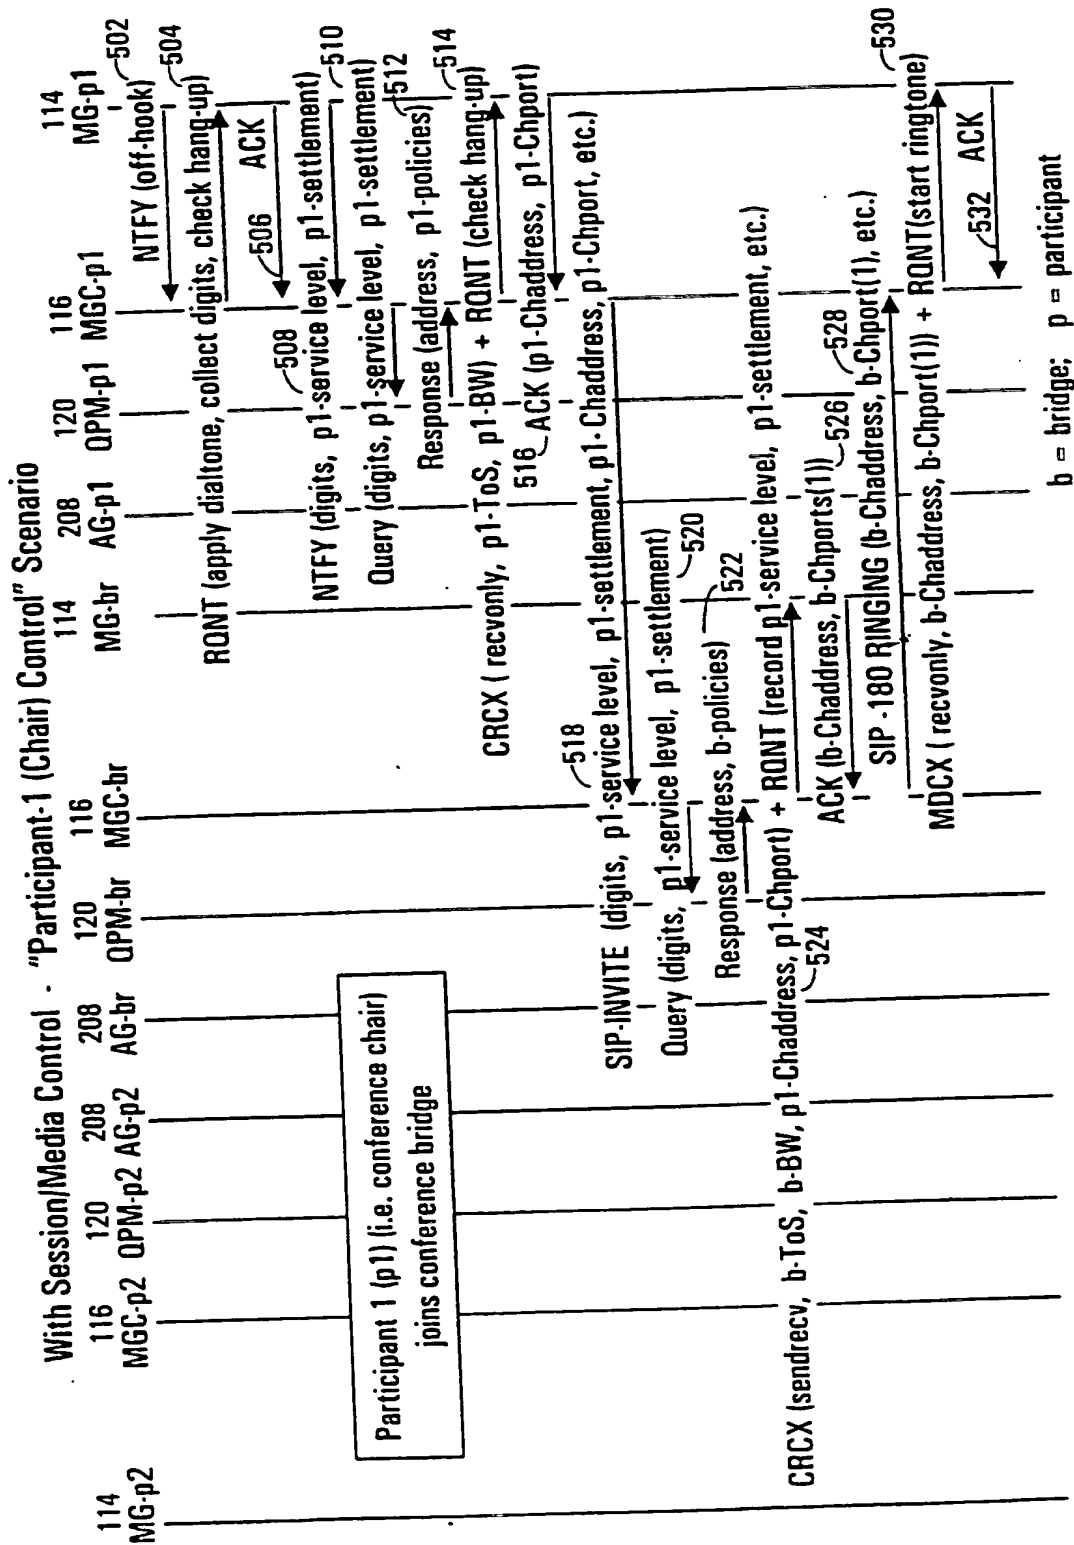 With Session/Media Control - "Participant-1 (Chair) Control" Scenario
114 116 120 208 208 120 116 114 208 120 116 114
MG-p2 MGC-p2 QPM-p2 AG-p2 AG-br QPM-br MGC-br MG-br AG-p1 QPM-p1 MGC-p1 MG-p1
NTFY (off-hook) 502
RQNT (apply dialtone, collect digits, check hang-up) 504
506 ACK
Participant 1 (p1) (i.e. conference chair)
joins conference bridge
508
NTFY (digits, p1-service level, p1-settlement) 510
Query (digits, p1-service level, p1-settlement) 512
Response (address, p1-policies) 514
CRCX ( recvonly, p1-ToS, p1-BW) + RQNT (check hang-up)
516 ACK (p1-Chaddress, p1-Chport)
518
SIP-INVITE (digits, p1-service level, p1-settlement, p1-Chaddress, p1-Chport, etc.)
Query (digits, p1-service level, p1-settlement) 520
Response (address, b-policies) 522
CRCX (sendrecv, b-ToS, b-BW, p1-Chaddress, p1-Chport) + RQNT (record p1-service level, p1-settlement, etc.)
524
ACK (b-Chaddress, b-Chports(1)) 526
528
SIP -180 RINGING (b-Chaddress, b-Chport(1), etc.)
MDCX ( recvonly, b-Chaddress, b-Chport(1)) + RQNT(start ringtone) 530
532 ACK
b = bridge; p = participant